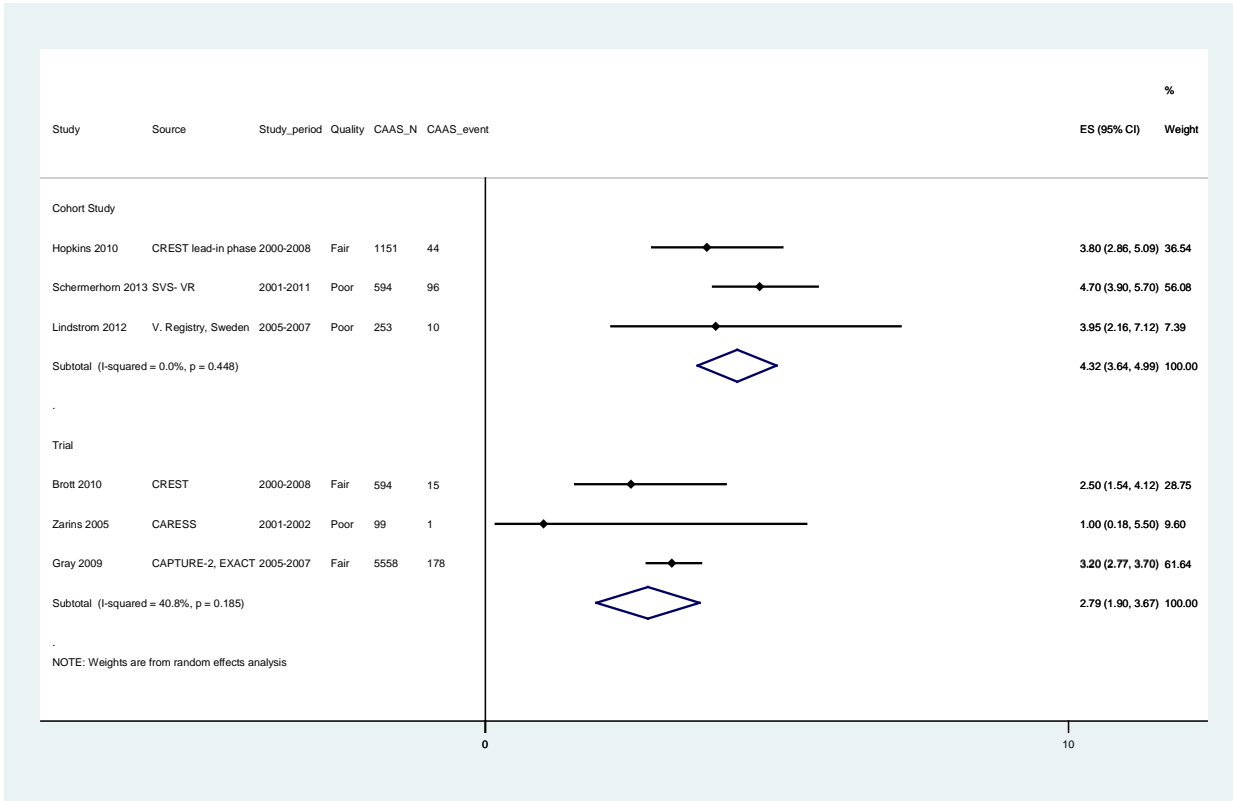 %
Study Source Study_period Quality CAAS_N CAAS_event ES (95% CI) Weight
Cohort Study
Hopkins 2010 CREST lead-in phase 2000-2008 Fair 1151 44 3.80 (2.86, 5.09) 36.54
Schermerhorn 2013 SVS- VR 2001-2011 Poor 594 96 4.70 (3.90, 5.70) 56.08
Lindstrom 2012 V. Registry, Sweden 2005-2007 Poor 253 10 3.95 (2.16, 7.12) 7.39
Subtotal (I-squared = 0.0%, p = 0.448) 4.32 (3.64, 4.99) 100.00
.
Trial
Brott 2010 CREST 2000-2008 Fair 594 15 2.50 (1.54, 4.12) 28.75
Zarins 2005 CARESS 2001-2002 Poor 99 1 1.00 (0.18, 5.50) 9.60
Gray 2009 CAPTURE-2, EXACT 2005-2007 Fair 5558 178 3.20 (2.77, 3.70) 61.64
Subtotal (I-squared = 40.8%, p = 0.185) 2.79 (1.90, 3.67) 100.00
.
NOTE: Weights are from random effects analysis
0 10